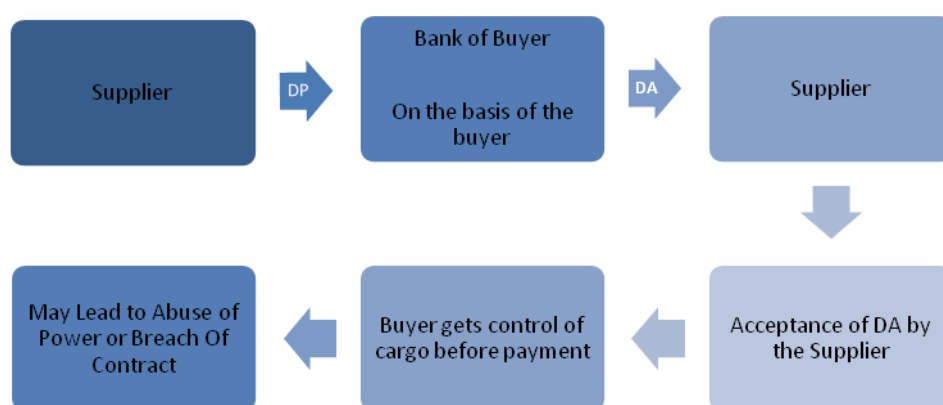 Supplier
DP
Bank of Buyer
On the basis of the
buyer
DA
Supplier
Acceptance of DA by
the Supplier
Buyer gets control of
cargo before payment
May Lead to Abuse of
Power or Breach Of
Contract